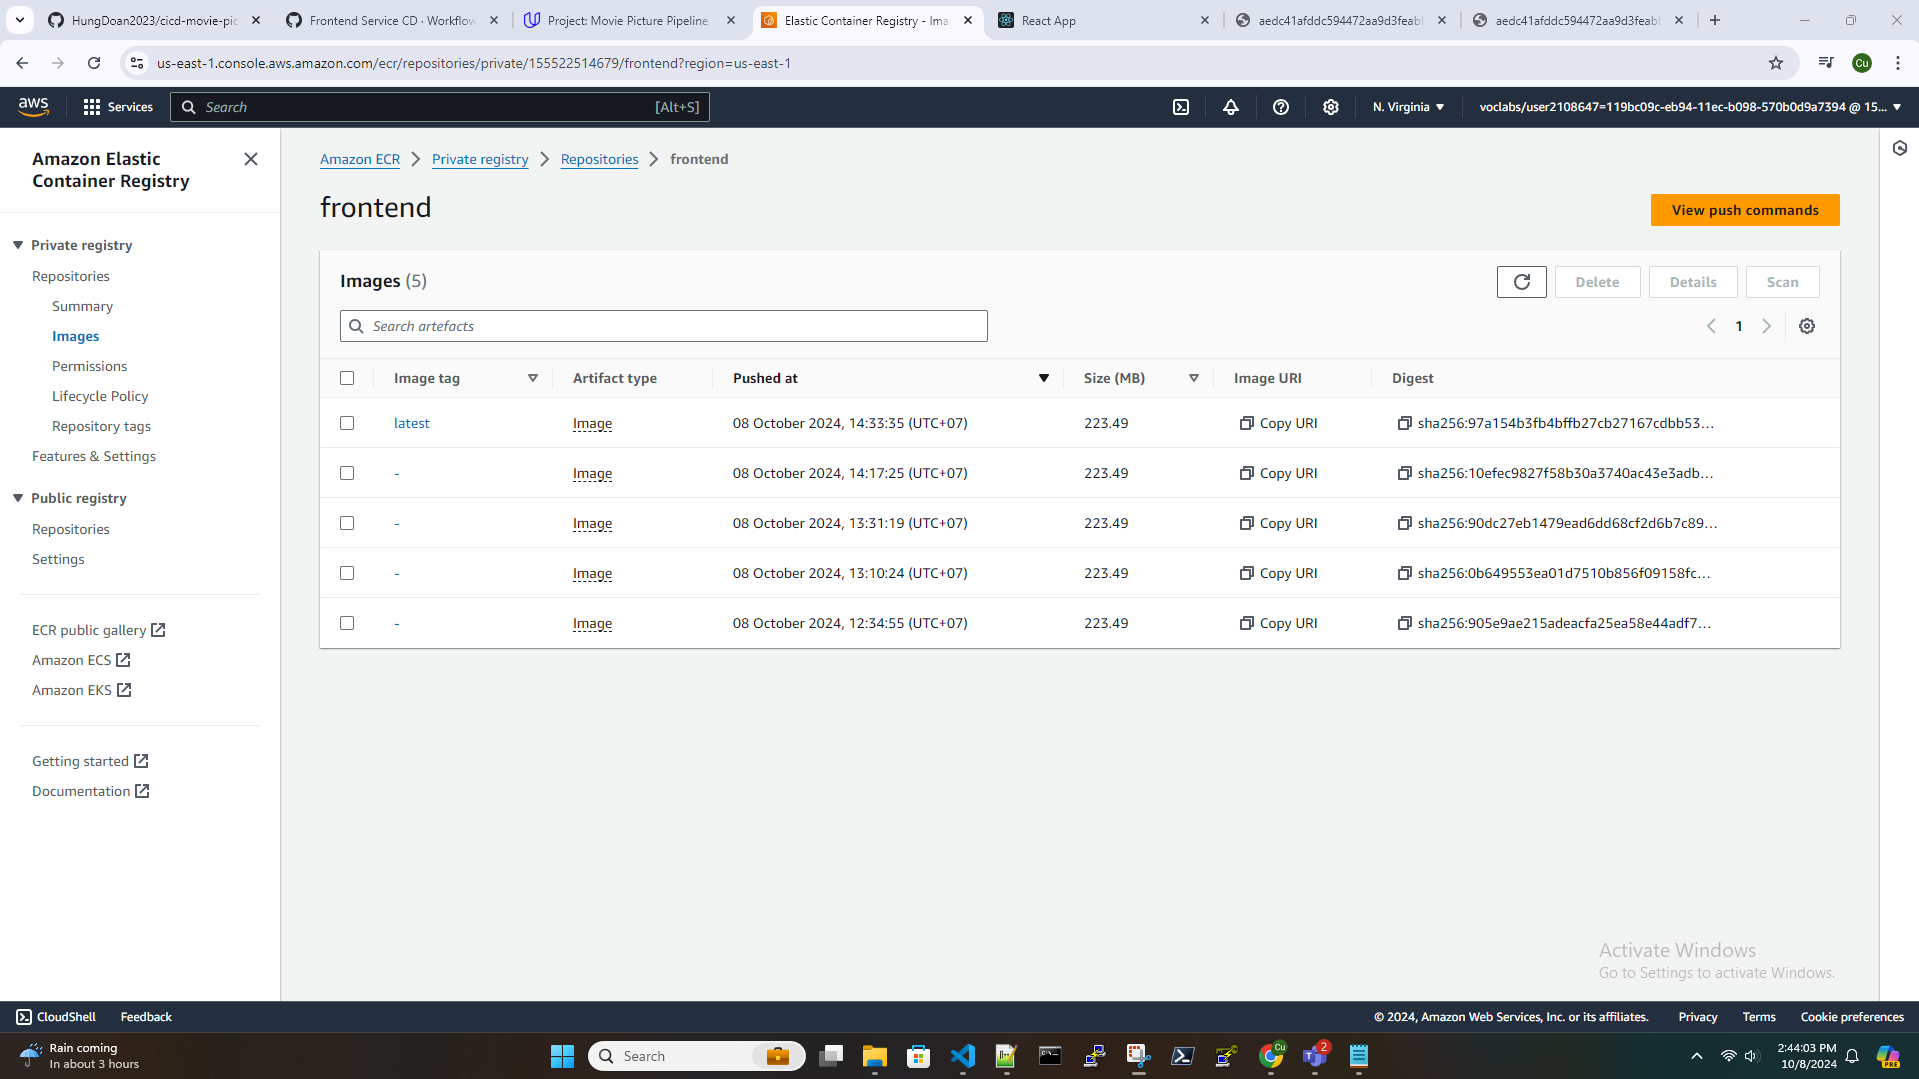 HungDoan2023/cicd-movie-pic
Frontend Service CD · Workflow
Project: Movie Picture Pipeline -
Elastic Container Registry - Ima
React App
aedc41afddc594472aa9d3feabb
aedc41afddc594472aa9d3feabb
us-east-1.console.aws.amazon.com/ecr/repositories/private/155522514679/frontend?region=us-east-1
Cu
aws
Services
Search
[Alt+S]
N. Virginia
voclabs/user2108647=119bc09c-eb94-11ec-b098-570b0d9a7394 @ 15...
Amazon Elastic
Container Registry
Private registry
Repositories
Summary
Images
Permissions
Lifecycle Policy
Repository tags
Features & Settings
Public registry
Repositories
Settings
ECR public gallery
Amazon ECS
Amazon EKS
Getting started
Documentation
Amazon ECR
Private registry
Repositories
frontend
frontend
View push commands
Images (5)
Delete
Details
Scan
Search artefacts
1
Image tag
Artifact type
Pushed at
Size (MB)
Image URI
Digest
latest Image 08 October 2024, 14:33:35 (UTC+07) 223.49 Copy URI sha256:97a154b3fb4bffb27cb27167cdbb53...
- Image 08 October 2024, 14:17:25 (UTC+07) 223.49 Copy URI sha256:10efec9827f58b30a3740ac43e3adb...
- Image 08 October 2024, 13:31:19 (UTC+07) 223.49 Copy URI sha256:90dc27eb1479ead6dd68cf2d6b7c89...
- Image 08 October 2024, 13:10:24 (UTC+07) 223.49 Copy URI sha256:0b649553ea01d7510b856f09158fc...
- Image 08 October 2024, 12:34:55 (UTC+07) 223.49 Copy URI sha256:905e9ae215adeacfa25ea58e44adf7...
Activate Windows
Go to Settings to activate Windows.
CloudShell
Feedback
© 2024, Amazon Web Services, Inc. or its affiliates.
Privacy
Terms
Cookie preferences
Rain coming
In about 3 hours
Search
Cu
2
2:44:03 PM
10/8/2024
PRE